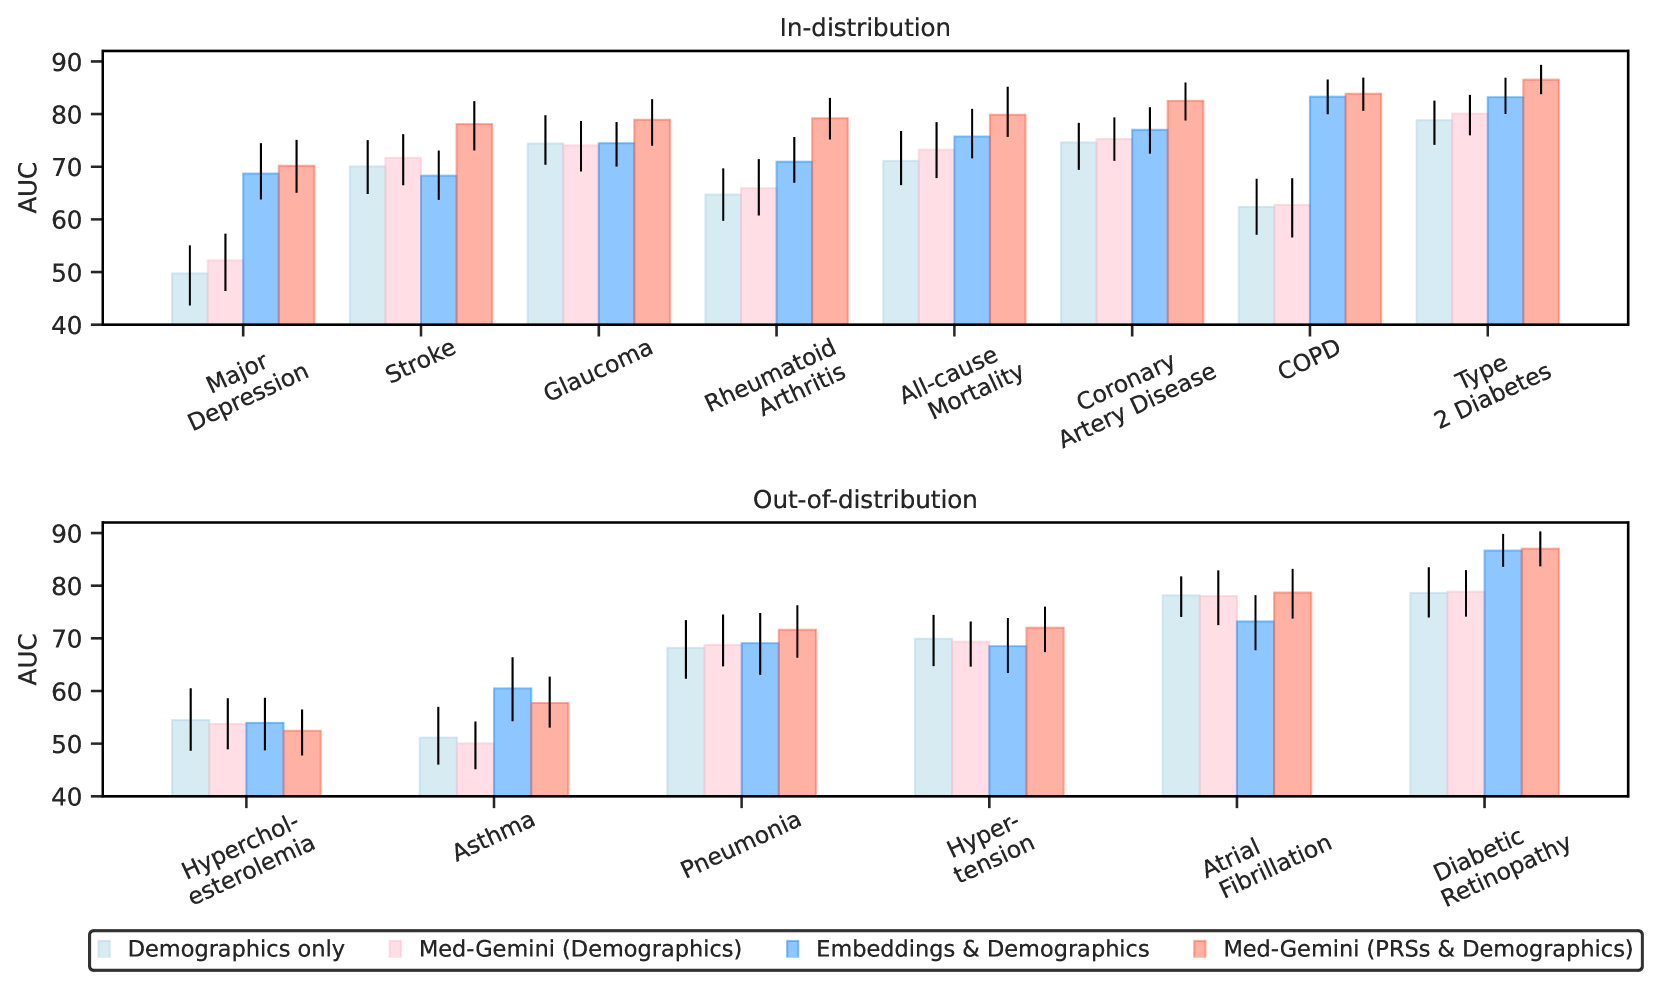 In-distribution
AUC
90
80
70
60
50
40
Major
Depression
Stroke
Glaucoma
Rheumatoid
Arthritis
All-cause
Mortality
Coronary
Artery Disease
COPD
Type
2 Diabetes
Out-of-distribution
AUC
90
80
70
60
50
40
Hyperchol-
esterolemia
Asthma
Pneumonia
Hyper-
tension
Atrial
Fibrillation
Diabetic
Retinopathy
Demographics only
Med-Gemini (Demographics)
Embeddings & Demographics
Med-Gemini (PRSs & Demographics)